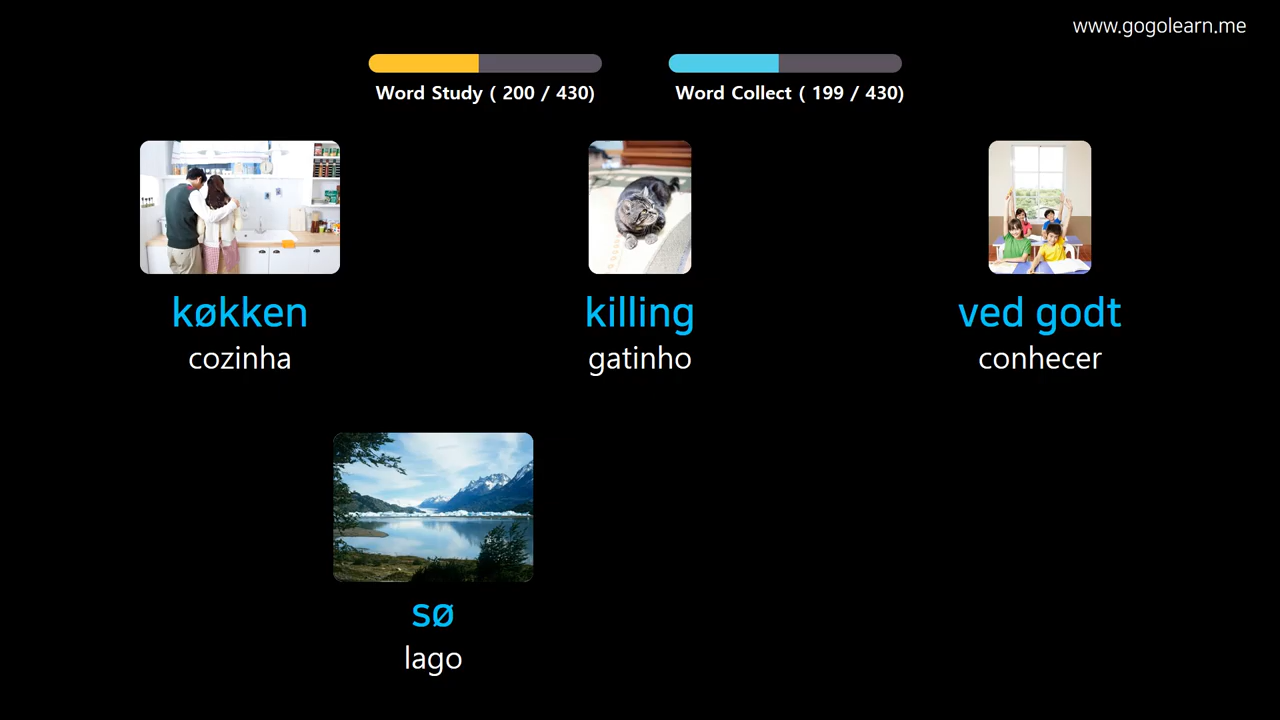 www.gogolearn.me
Word Study ( 200 / 430)
Word Collect ( 199 / 430)
køkken
cozinha
killing
gatinho
ved godt
conhecer
sø
lago